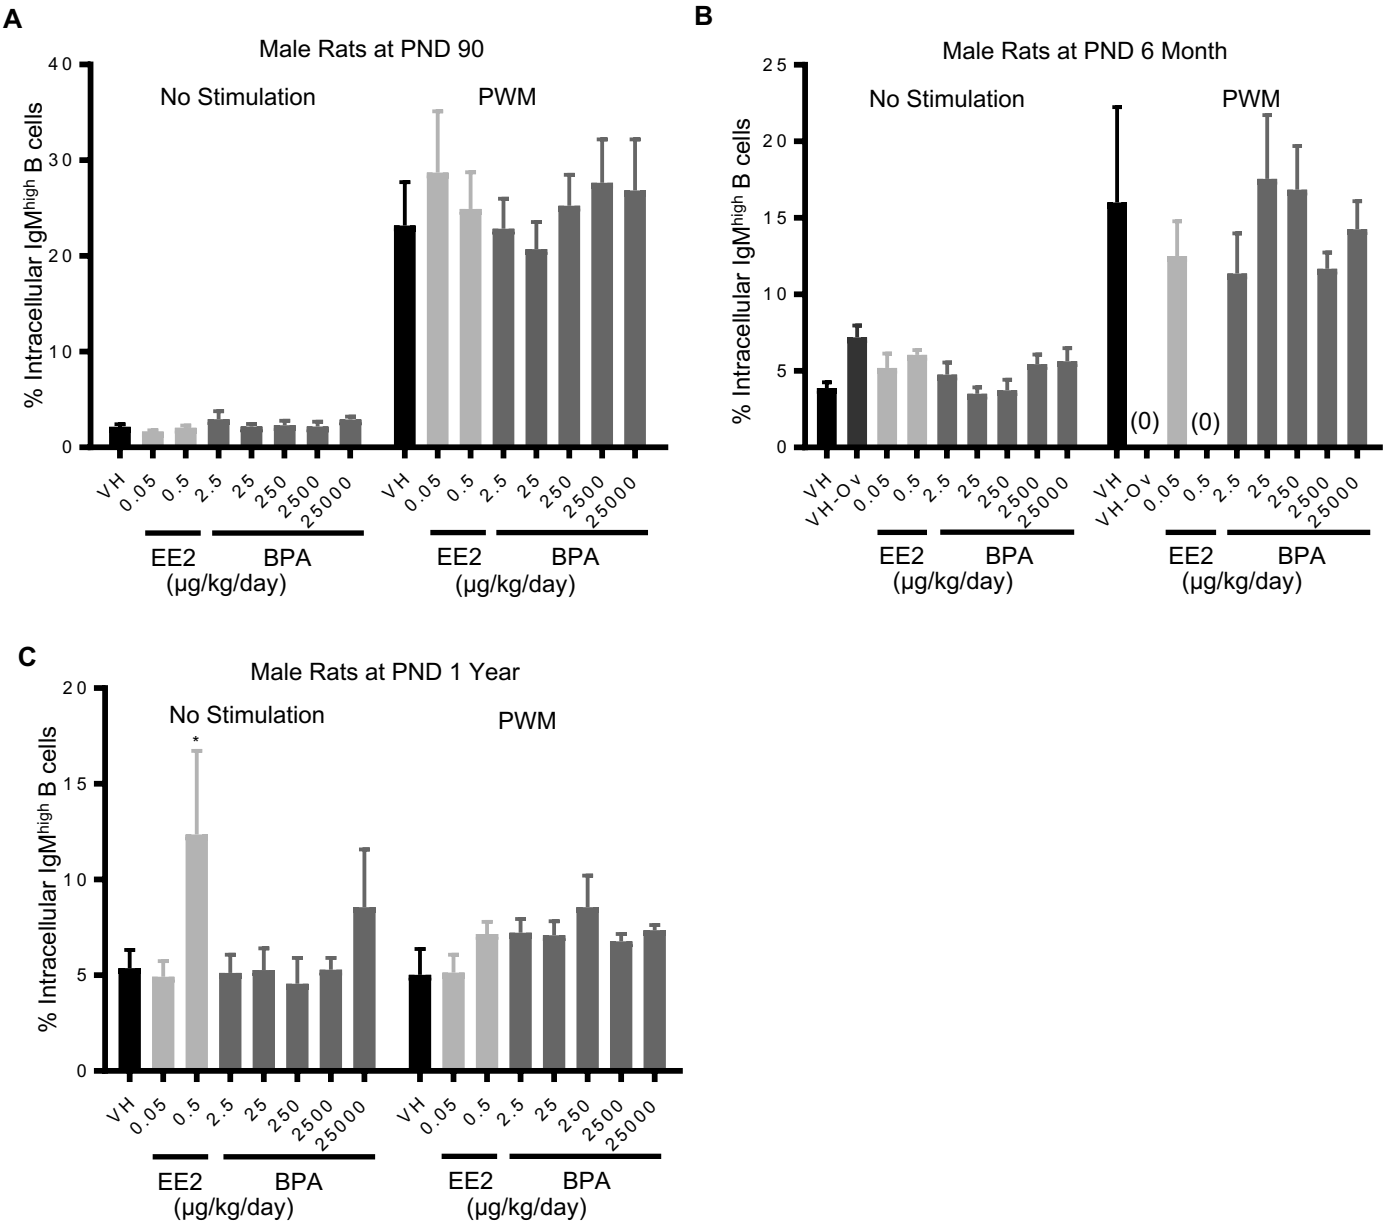 A
Male Rats at PND 90
No Stimulation
PWM
% Intracellular IgMhigh B cells
40
30
20
10
0
VH 0.05 0.5 2.5 25 250 2500 25000
VH 0.05 0.5 2.5 25 250 2500 25000
EE2 BPA
EE2 BPA
(µg/kg/day)
(µg/kg/day)
B
Male Rats at PND 6 Month
No Stimulation
PWM
% Intracellular IgMhigh B cells
25
20
15
10
5
0
(0) (0)
VH VH-Ov 0.05 0.5 2.5 25 250 2500 25000
VH VH-Ov 0.05 0.5 2.5 25 250 2500 25000
EE2 BPA
EE2 BPA
(µg/kg/day)
(µg/kg/day)
C
Male Rats at PND 1 Year
No Stimulation
PWM
*
% Intracellular IgMhigh B cells
20
15
10
5
0
VH 0.05 0.5 2.5 25 250 2500 25000
VH 0.05 0.5 2.5 25 250 2500 25000
EE2 BPA
EE2 BPA
(µg/kg/day)
(µg/kg/day)